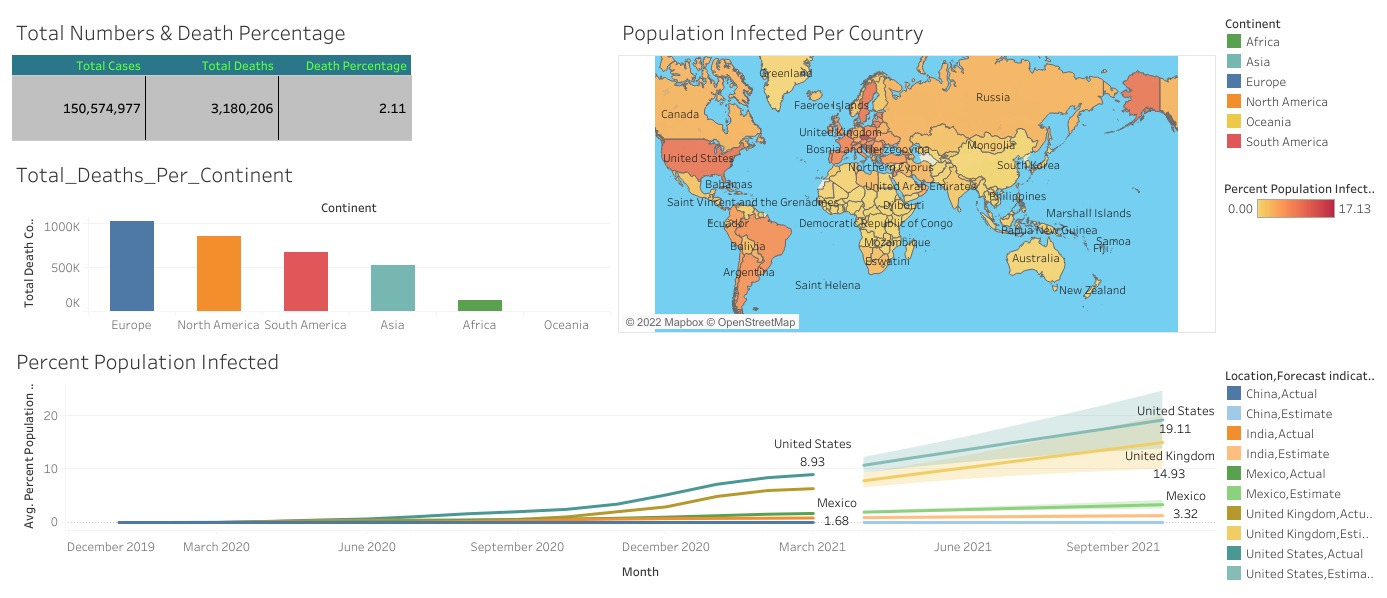 Total Numbers & Death Percentage
Total Cases Total Deaths Death Percentage
150,574,977 3,180,206 2.11
Total_Deaths_Per_Continent
Continent
Total Death Co..
1000K
500K
0K
Europe North America South America Asia Africa Oceania
Population Infected Per Country
Greenland
Faeroe Islands
Russia
Canada
United Kingdom
Bosnia and Herzegovina
Mongolia
United States
South Korea
Northern Cyprus
Bahamas
United Arab Emirates
Philippines
Saint Vincent and the Grenadines
Djibouti
Marshall Islands
Ecuador
Democratic Republic of Congo
Papua New Guinea
Bolivia
Mozambique
Samoa
Fiji
Eswatini
Australia
Argentina
Saint Helena
New Zealand
© 2022 Mapbox © OpenStreetMap
Continent
Africa
Asia
Europe
North America
Oceania
South America
Percent Population Infect..
0.00 17.13
Percent Population Infected
Avg. Percent Population ..
20
10
0
United States
8.93
Mexico
1.68
United States
19.11
United Kingdom
14.93
Mexico
3.32
December 2019 March 2020 June 2020 September 2020 December 2020 March 2021 June 2021 September 2021
Month
Location,Forecast indicat..
China,Actual
China,Estimate
India,Actual
India,Estimate
Mexico,Actual
Mexico,Estimate
United Kingdom,Actu..
United Kingdom,Esti..
United States,Actual
United States,Estima..